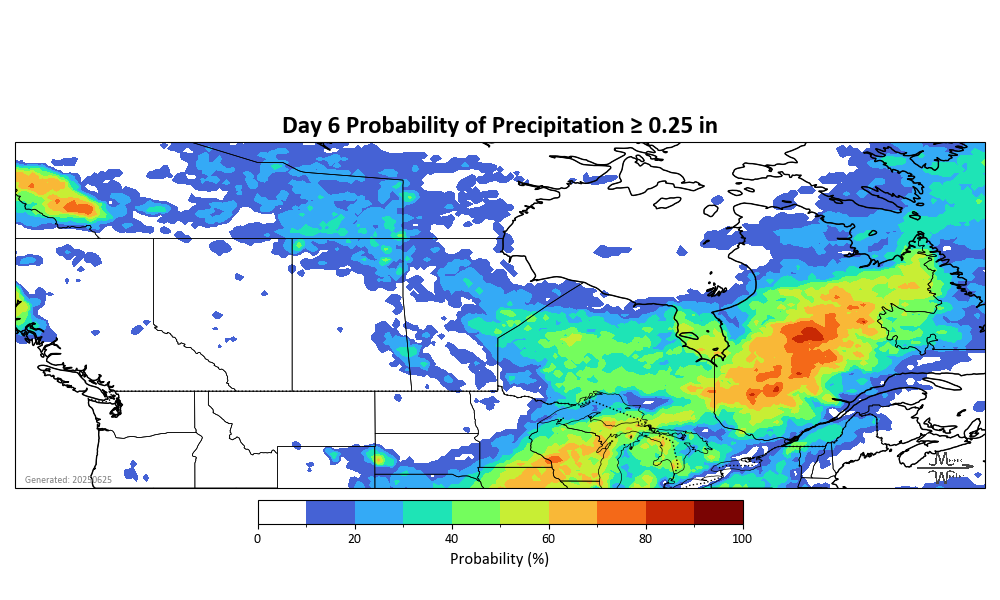 Day 6 Probability of Precipitation ≥ 0.25 in
Generated: 20250625
0 20 40 60 80 100
Probability (%)